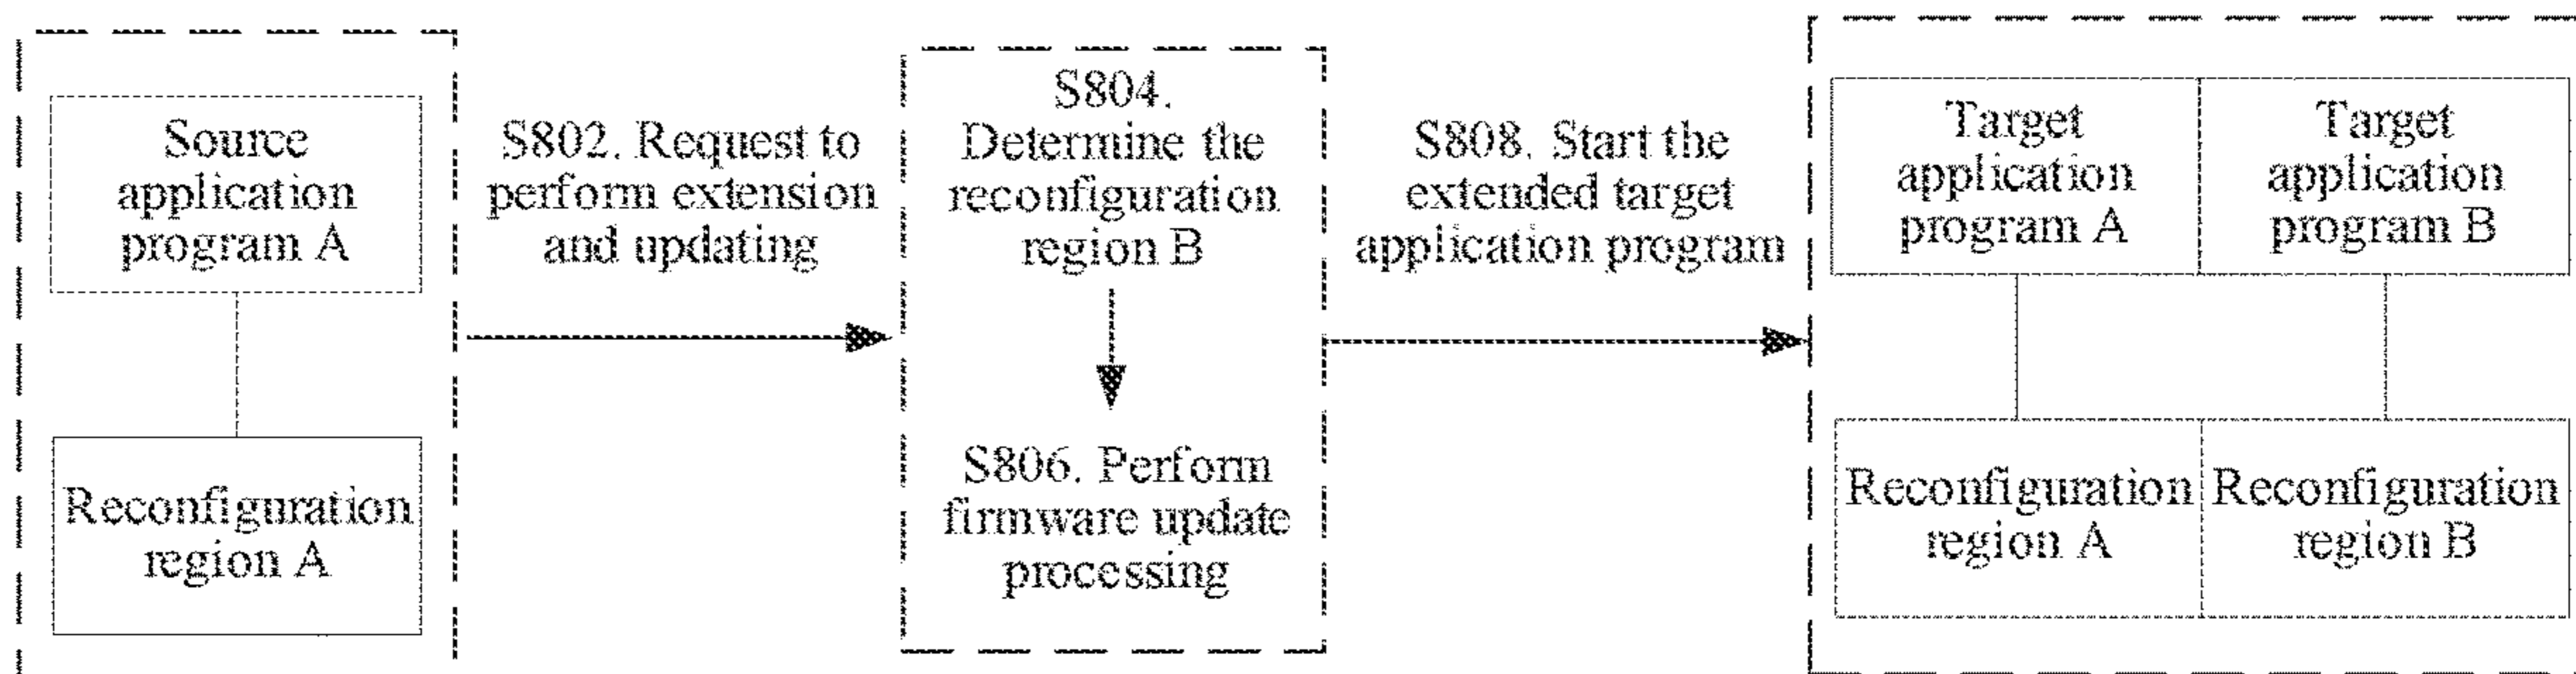 Source
application
program A
Reconfiguration
region A
S802. Request to
perform extension
and updating
S804.
Determine the
reconfiguration
region B
S806. Perform
firmware update
processing
S808. Start the
extended target
application program
Target
application
program A
Target
application
program B
Reconfiguration
region A
Reconfiguration
region B